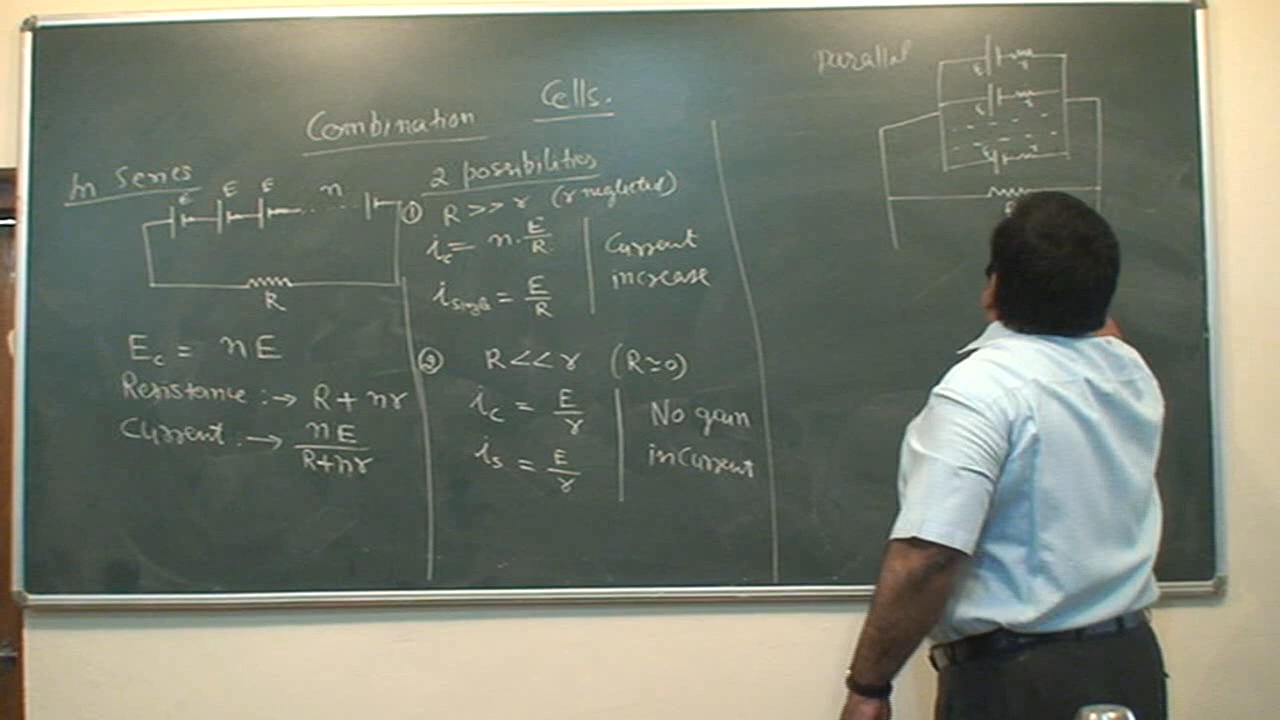 Combination Cells.
In Series
E E E n
R
E_c = nE
Resistance :→ R + nr
Current :→ nE / R+nr
2 possibilities
① R >> r (r neglected)
i_c = n·E/R
i_single = E/R
Current
increase
② R << r (R≃0)
i_c = E/r
i_s = E/r
No gain
in current
parallal
E r
E r
E r